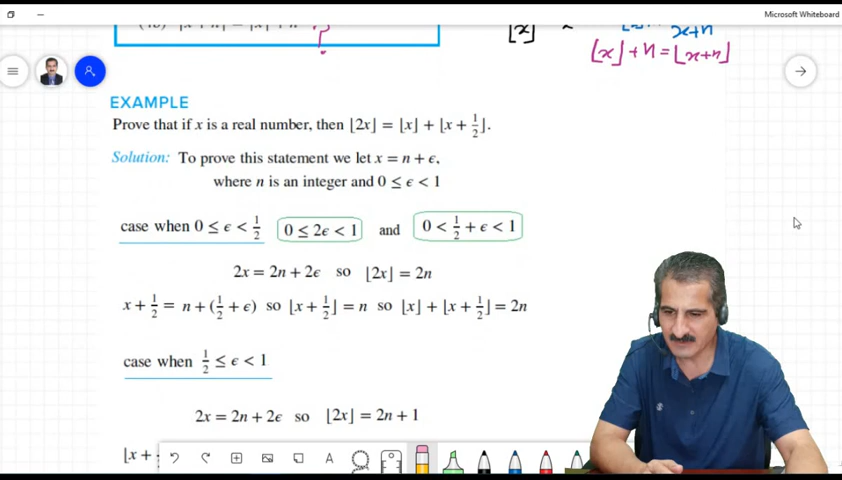 Microsoft Whiteboard
?
⌊x⌋
x+n
⌊x⌋ + n = ⌊x+n⌋
EXAMPLE
Prove that if x is a real number, then ⌊2x⌋ = ⌊x⌋ + ⌊x + 1/2⌋.
Solution: To prove this statement we let x = n + ϵ,
where n is an integer and 0 ≤ ϵ < 1
case when 0 ≤ ϵ < 1/2 0 ≤ 2ϵ < 1 and 0 < 1/2 + ϵ < 1
2x = 2n + 2ϵ so ⌊2x⌋ = 2n
x + 1/2 = n + (1/2 + ϵ) so ⌊x + 1/2⌋ = n so ⌊x⌋ + ⌊x + 1/2⌋ = 2n
case when 1/2 ≤ ϵ < 1
2x = 2n + 2ϵ so ⌊2x⌋ = 2n + 1
⌊x +
A